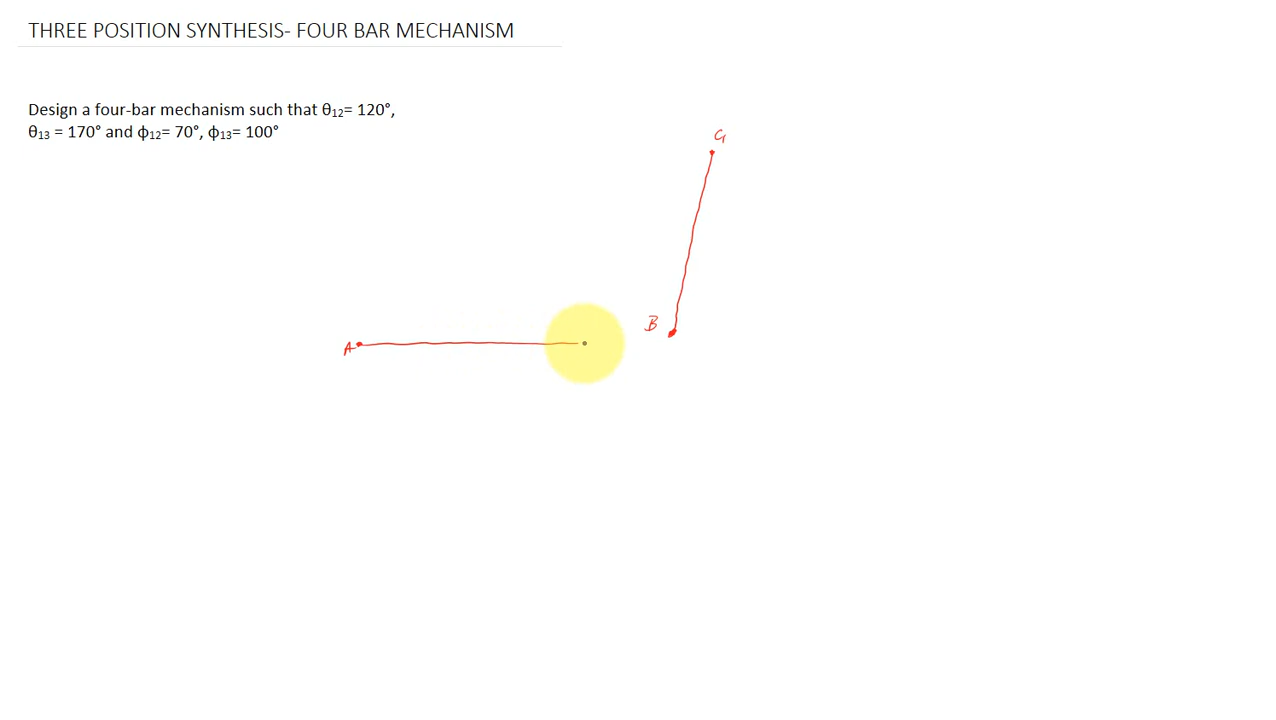 THREE POSITION SYNTHESIS- FOUR BAR MECHANISM
Design a four-bar mechanism such that θ₁₂= 120°,
θ₁₃ = 170° and ϕ₁₂= 70°, ϕ₁₃= 100°
G
B
A